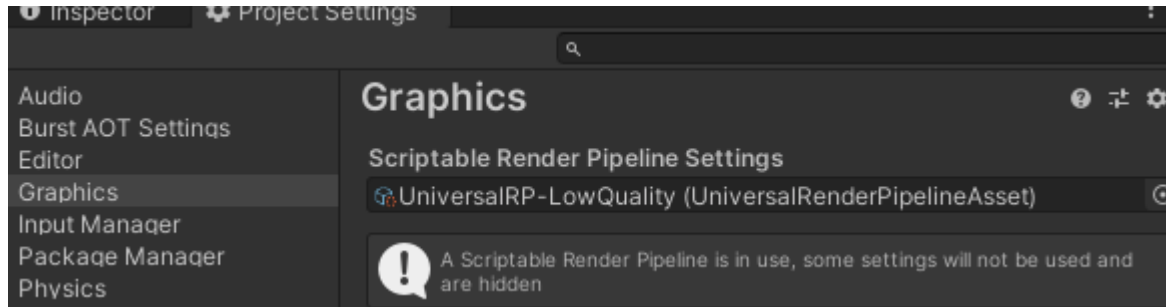 Inspector
Project Settings
Audio
Burst AOT Settings
Editor
Graphics
Input Manager
Package Manager
Physics
Graphics
Scriptable Render Pipeline Settings
UniversalRP-LowQuality (UniversalRenderPipelineAsset)
A Scriptable Render Pipeline is in use, some settings will not be used and
are hidden